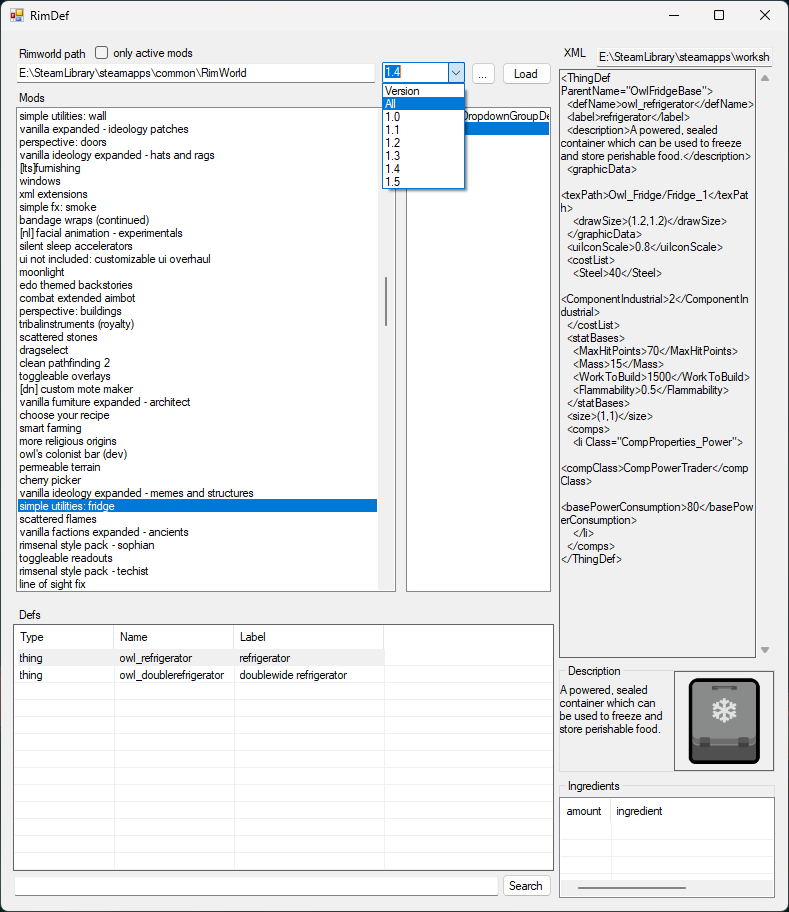 RimDef
Rimworld path
only active mods
E:\SteamLibrary\steamapps\common\RimWorld
1.4
...
Load
Version
All
1.0
1.1
1.2
1.3
1.4
1.5
Mods
simple utilities: wall
vanilla expanded - ideology patches
perspective: doors
vanilla ideology expanded - hats and rags
[lts]furnishing
windows
xml extensions
simple fx: smoke
bandage wraps (continued)
[nl] facial animation - experimentals
silent sleep accelerators
ui not included: customizable ui overhaul
moonlight
edo themed backstories
combat extended aimbot
perspective: buildings
tribalinstruments (royalty)
scattered stones
dragselect
clean pathfinding 2
toggleable overlays
[dn] custom mote maker
vanilla furniture expanded - architect
choose your recipe
smart farming
more religious origins
owl's colonist bar (dev)
permeable terrain
cherry picker
vanilla ideology expanded - memes and structures
simple utilities: fridge
scattered flames
vanilla factions expanded - ancients
rimsenal style pack - sophian
toggleable readouts
rimsenal style pack - techist
line of sight fix
DropdownGroupDe
XML
E:\SteamLibrary\steamapps\worksh
<ThingDef
ParentName="OwlFridgeBase">
<defName>owl_refrigerator</defName>
<label>refrigerator</label>
<description>A powered, sealed
container which can be used to freeze
and store perishable food.</description>
<graphicData>
<texPath>Owl_Fridge/Fridge_1</texPat
h>
<drawSize>(1.2,1.2)</drawSize>
</graphicData>
<uiIconScale>0.8</uiIconScale>
<costList>
<Steel>40</Steel>
<ComponentIndustrial>2</ComponentIn
dustrial>
</costList>
<statBases>
<MaxHitPoints>70</MaxHitPoints>
<Mass>15</Mass>
<WorkToBuild>1500</WorkToBuild>
<Flammability>0.5</Flammability>
</statBases>
<size>(1,1)</size>
<comps>
<li Class="CompProperties_Power">
<compClass>CompPowerTrader</comp
Class>
<basePowerConsumption>80</basePow
erConsumption>
</li>
</comps>
</ThingDef>
Defs
Type Name Label
thing owl_refrigerator refrigerator
thing owl_doublerefrigerator doublewide refrigerator
Search
Description
A powered, sealed
container which can
be used to freeze and
store perishable food.
Ingredients
amount ingredient